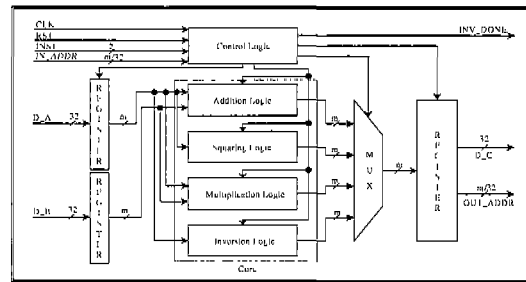 CLK
RST
INST 2
IN_ADDR m/32
Control Logic
INV_DONE
REGISTER
D_A 32
m
Addition Logic
m
Squaring Logic
m
MUX
m
REGISTER
32
D_C
D_B 32
REGISTER
m
Multiplication Logic
m
m/32
OUT_ADDR
Inversion Logic
m
Core